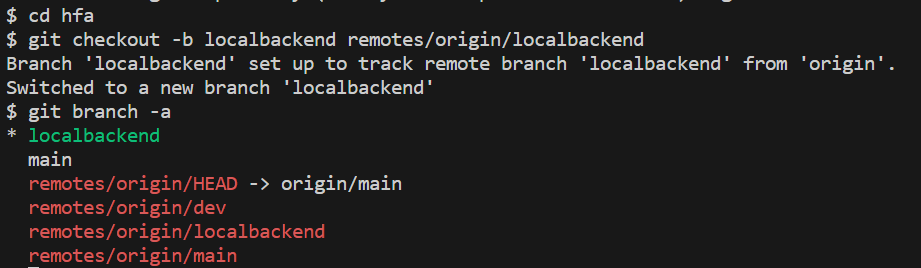 $ cd hfa
$ git checkout -b localbackend remotes/origin/localbackend
Branch 'localbackend' set up to track remote branch 'localbackend' from 'origin'.
Switched to a new branch 'localbackend'
$ git branch -a
* localbackend
  main
  remotes/origin/HEAD -> origin/main
  remotes/origin/dev
  remotes/origin/localbackend
  remotes/origin/main